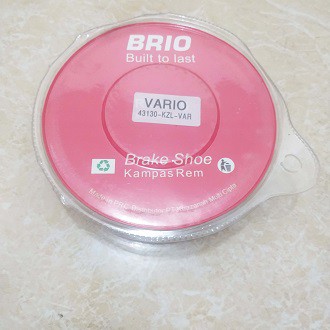 BRIO
Built to last
VARIO
43130-KZL-VAR
Brake Shoe
Kampas Rem